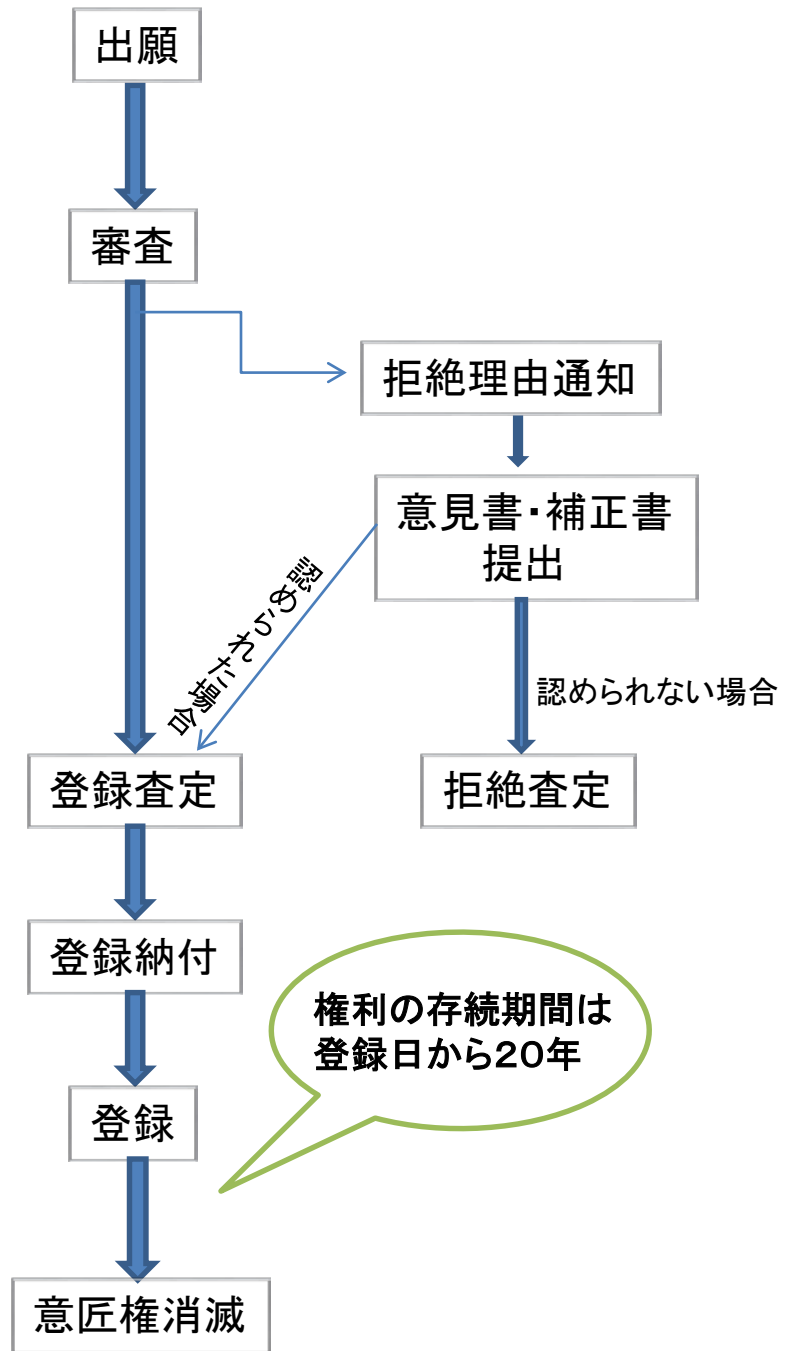 出願
審査
拒絶理由通知
意見書・補正書
提出
認められた場合
認められない場合
登録査定
拒絶査定
登録納付
権利の存続期間は
登録日から20年
登録
意匠権消滅